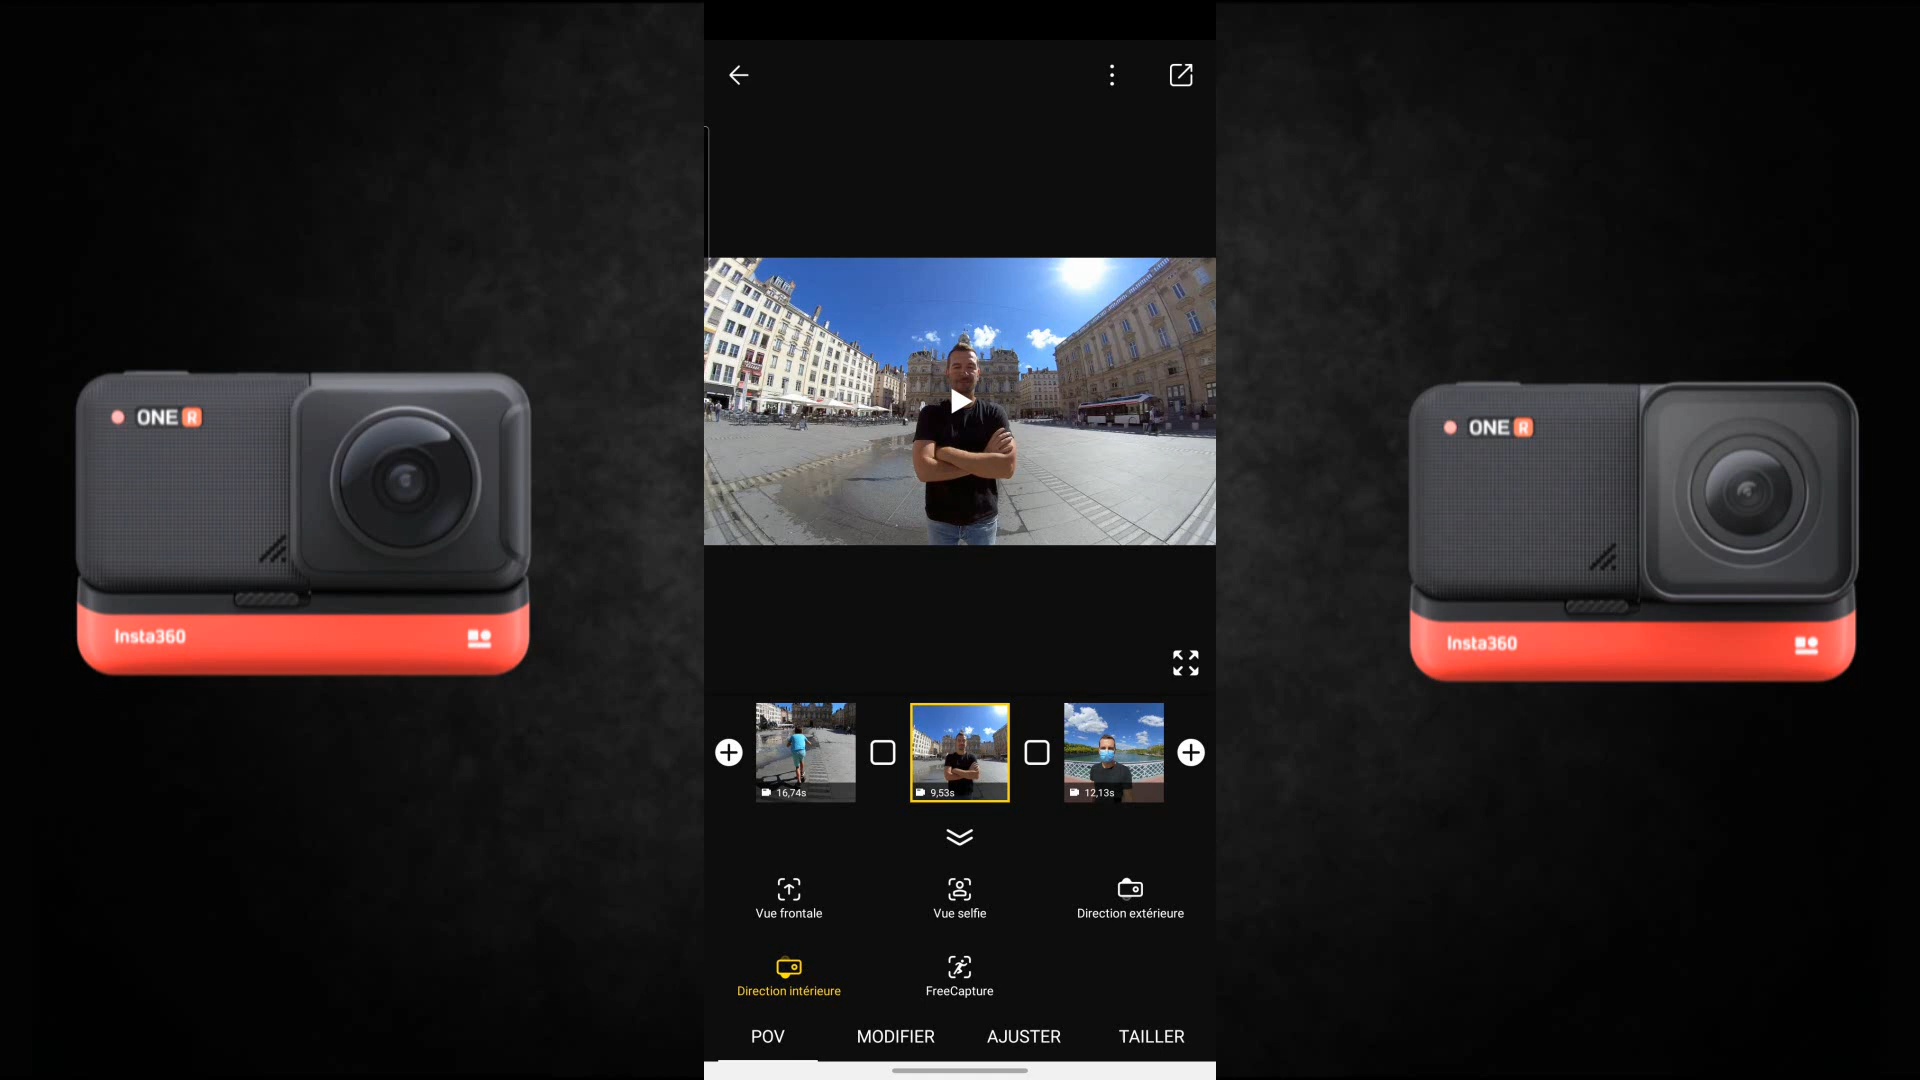 ONE R
Insta360
ONE R
Insta360
16,74s
9,53s
12,13s
Vue frontale
Vue selfie
Direction extérieure
Direction intérieure
FreeCapture
POV
MODIFIER
AJUSTER
TAILLER